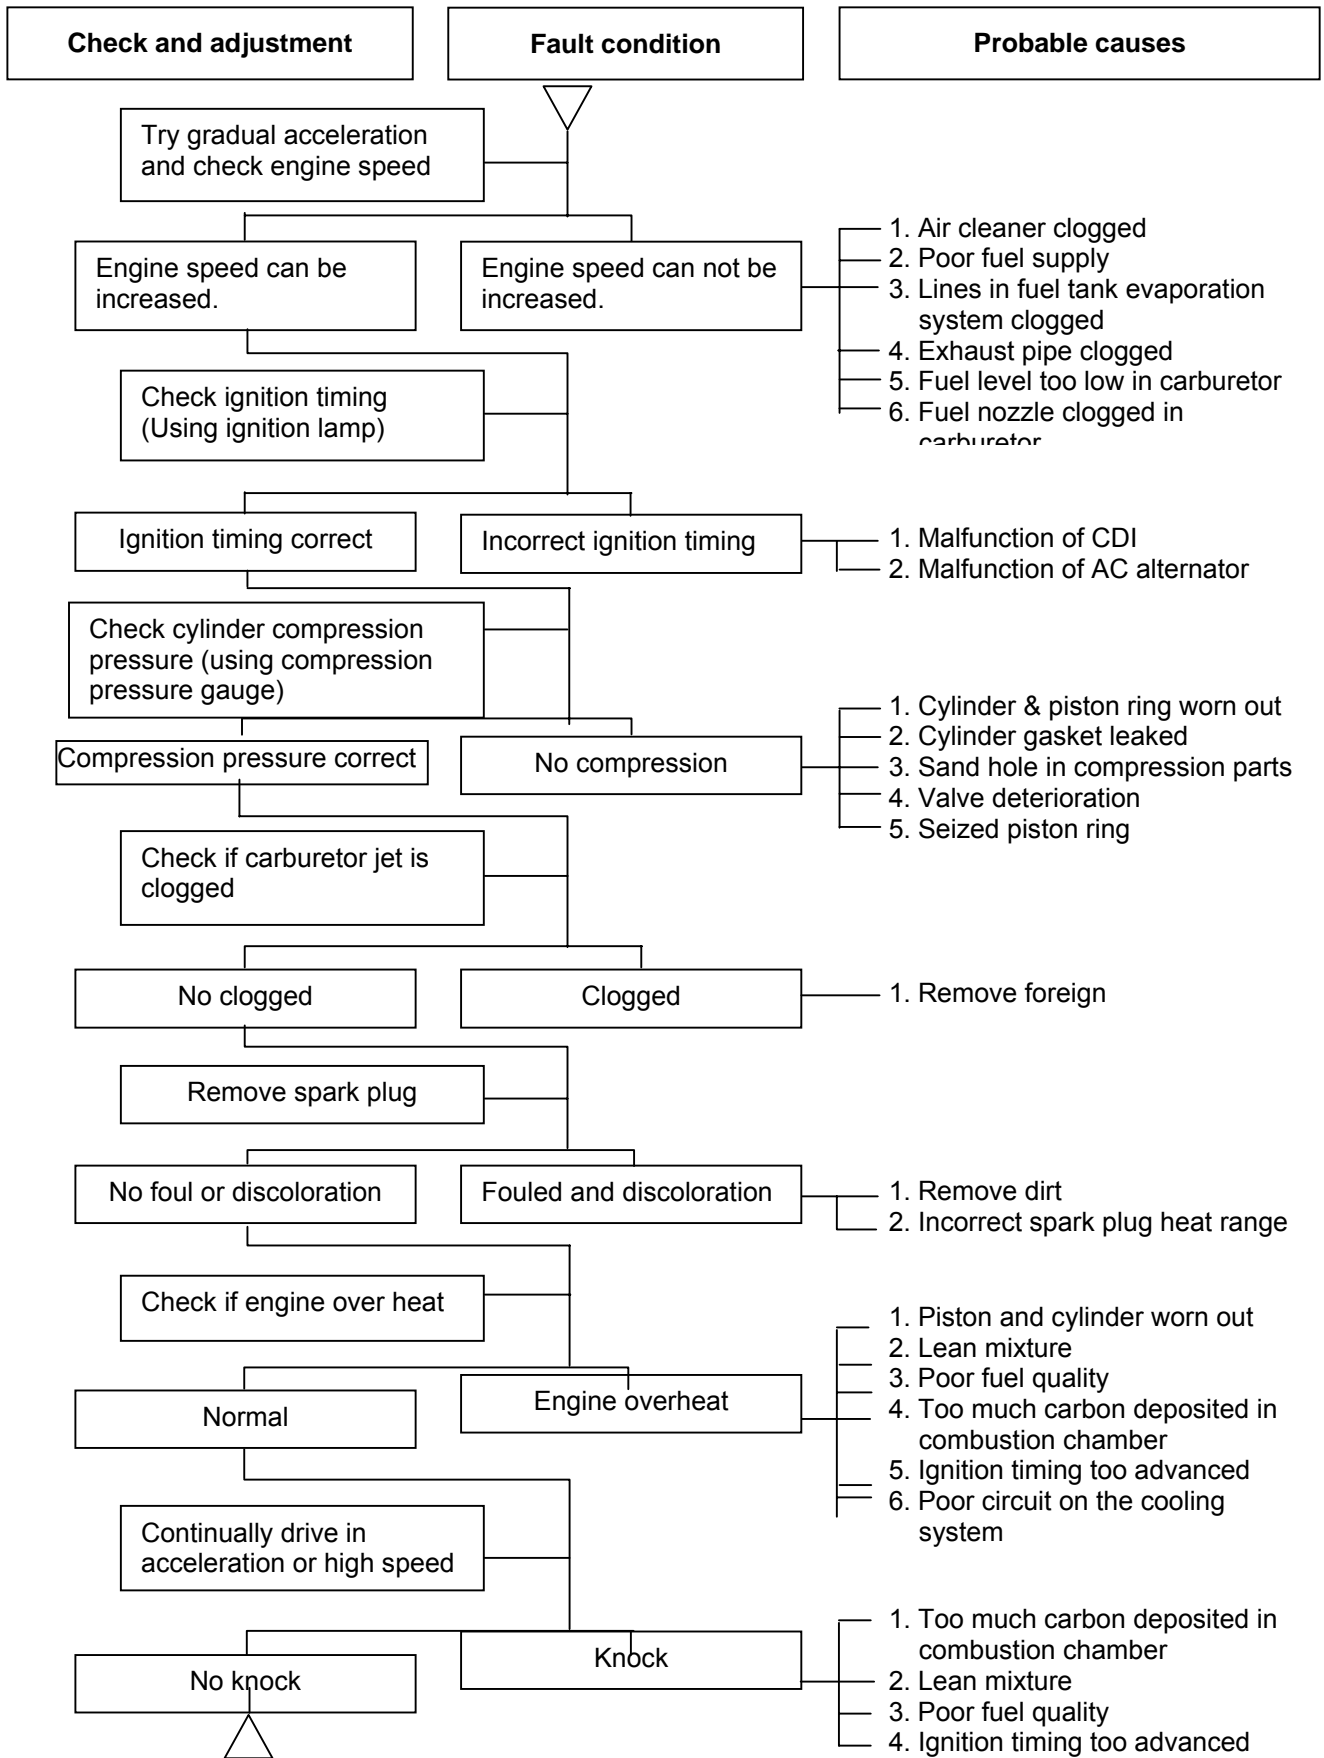 Check and adjustment
Fault condition
Probable causes
Try gradual acceleration
and check engine speed
Engine speed can be
increased.
Engine speed can not be
increased.
1. Air cleaner clogged
2. Poor fuel supply
3. Lines in fuel tank evaporation
system clogged
4. Exhaust pipe clogged
5. Fuel level too low in carburetor
6. Fuel nozzle clogged in
carburetor
Check ignition timing
(Using ignition lamp)
Ignition timing correct
Incorrect ignition timing
1. Malfunction of CDI
2. Malfunction of AC alternator
Check cylinder compression
pressure (using compression
pressure gauge)
Compression pressure correct
No compression
1. Cylinder & piston ring worn out
2. Cylinder gasket leaked
3. Sand hole in compression parts
4. Valve deterioration
5. Seized piston ring
Check if carburetor jet is
clogged
No clogged
Clogged
1. Remove foreign
Remove spark plug
No foul or discoloration
Fouled and discoloration
1. Remove dirt
2. Incorrect spark plug heat range
Check if engine over heat
Normal
Engine overheat
1. Piston and cylinder worn out
2. Lean mixture
3. Poor fuel quality
4. Too much carbon deposited in
combustion chamber
5. Ignition timing too advanced
6. Poor circuit on the cooling
system
Continually drive in
acceleration or high speed
No knock
Knock
1. Too much carbon deposited in
combustion chamber
2. Lean mixture
3. Poor fuel quality
4. Ignition timing too advanced